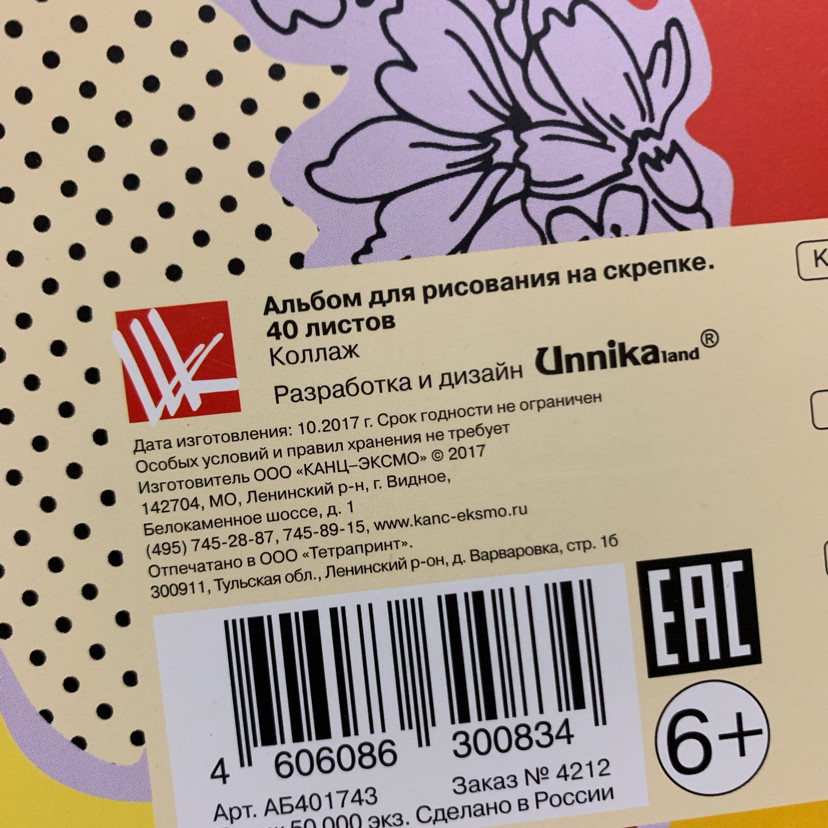 Альбом для рисования на скрепке.
40 листов
Коллаж
Разработка и дизайн Unnikaland®
Дата изготовления: 10.2017 г. Срок годности не ограничен
Особых условий и правил хранения не требует
Изготовитель ООО «КАНЦ–ЭКСМО» © 2017
142704, МО, Ленинский р-н, г. Видное,
Белокаменное шоссе, д. 1
(495) 745-28-87, 745-89-15, www.kanc-eksmo.ru
Отпечатано в ООО «Тетрапринт».
300911, Тульская обл., Ленинский р-он, д. Варваровка, стр. 1б
EAC
6+
4 606086 300834
Арт. АБ401743 Заказ № 4212
50 000 экз. Сделано в России